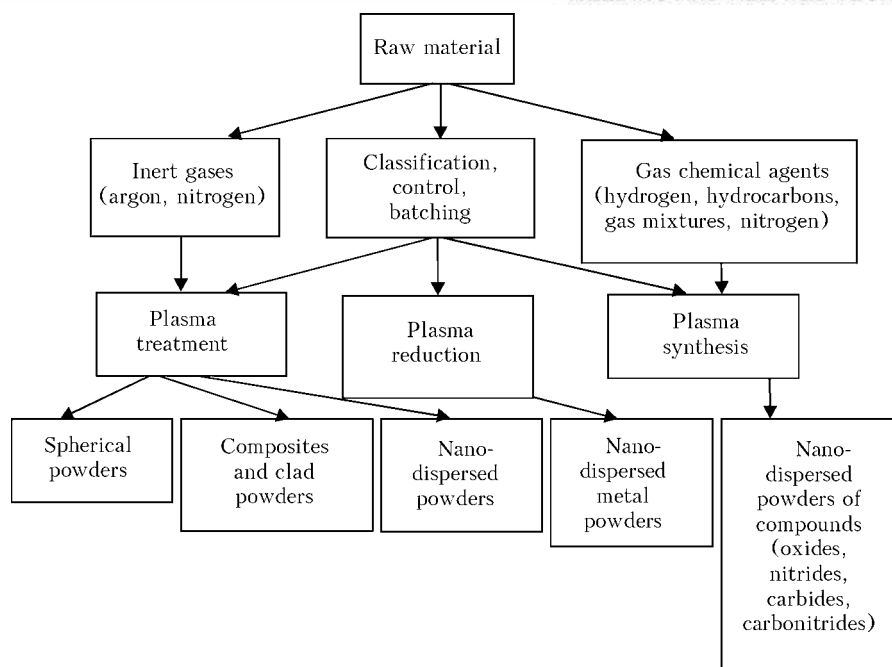 Raw material
Inert gases
(argon, nitrogen)
Classification,
control,
batching
Gas chemical agents
(hydrogen, hydrocarbons,
gas mixtures, nitrogen)
Plasma
treatment
Plasma
reduction
Plasma
synthesis
Spherical
powders
Composites
and clad
powders
Nano-
dispersed
powders
Nano-
dispersed
metal
powders
Nano-
dispersed
powders of
compounds
(oxides,
nitrides,
carbides,
carbonitrides)